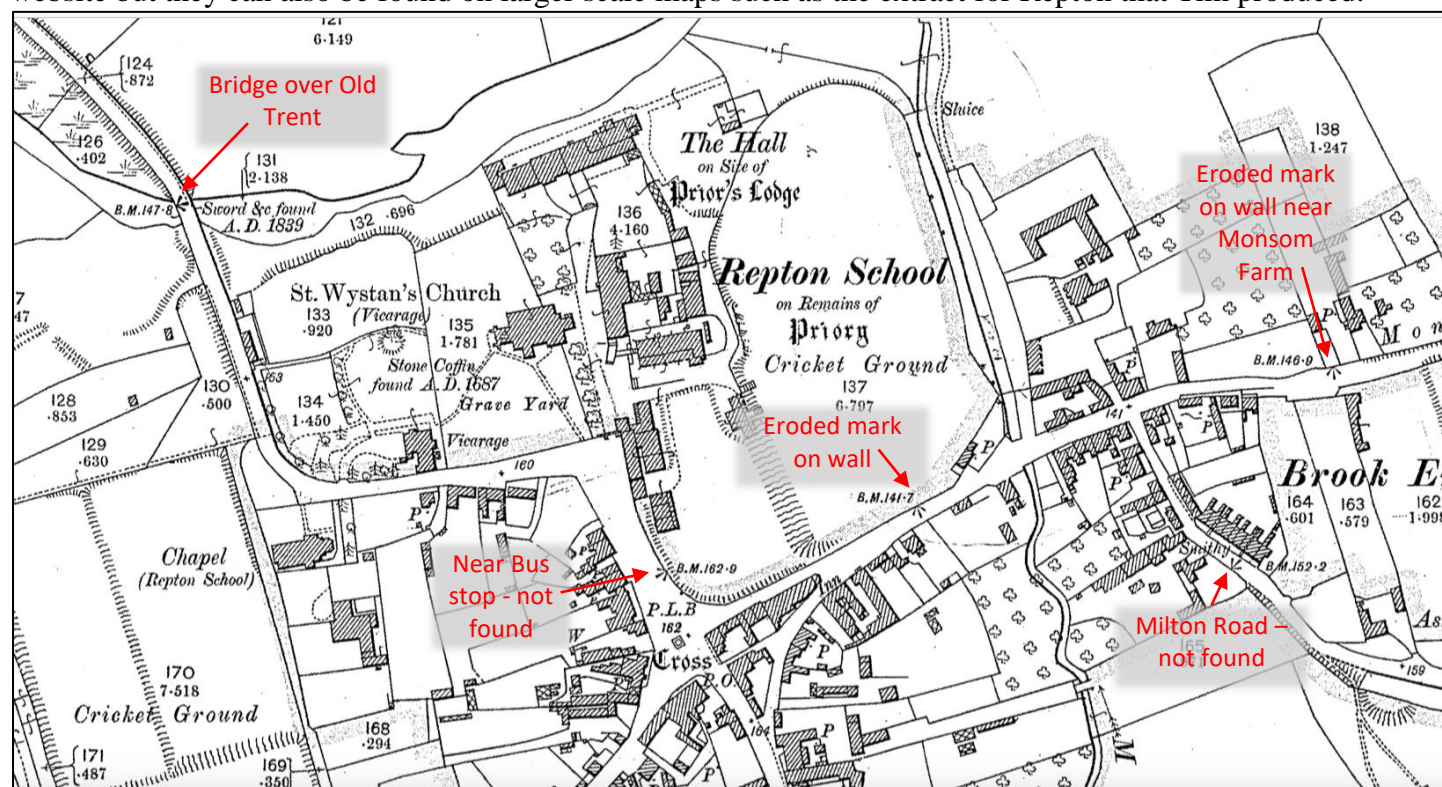 website but they can also be found on larger scale maps such as the extract for Repton that Tim produced.
121
6·149
124
·872
Bridge over Old
Trent
126
·402
131
2·138
B.M.147·8
Sword &c found
A. D. 1839
132 ·696
The Hall
on Site of
Prior's Lodge
136
4·160
Sluice
138
1·247
Eroded mark
on wall near
Monsom
Farm
Repton School
on Remains of
Priory
Cricket Ground
137
6·797
St. Wystan's Church
(Vicarage)
133
·920
135
1·781
Stone Coffin
found A. D. 1687
Grave Yard
134
1·450
163
130
·500
128
·853
129
·630
Vicarage
160
P
Eroded mark
on wall
B.M.141·7
B.M.146·9
P
Mon
141
P
P
P
Brook E
164
·601
163
·579
162
1·998
Chapel
(Repton School)
Near Bus
stop - not
found
B.M.162·9
P.L.B
162
Cross
P.O
W
P
P
164
P
P
Smithy
B.M.152·2
Milton Road –
not found
165
As
159
170
7·518
Cricket Ground
171
·487
168
·294
169
·350
M